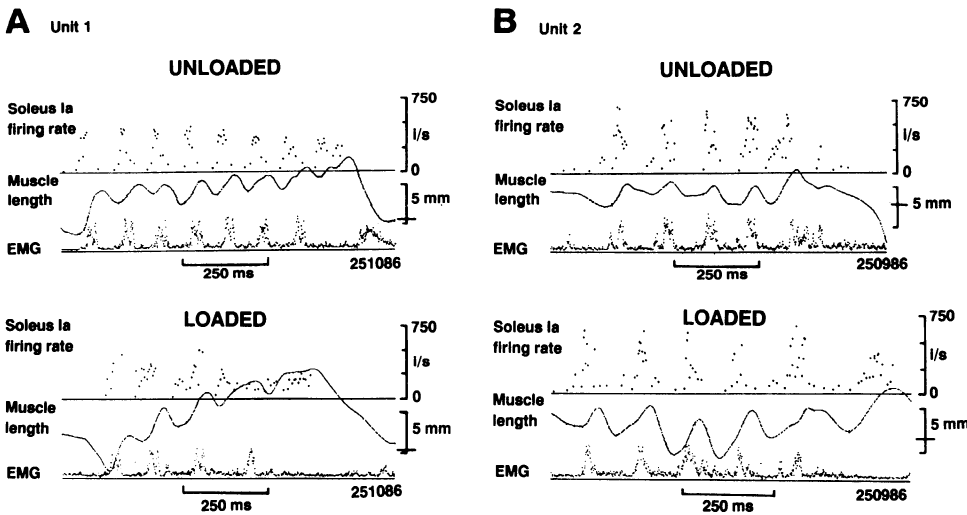 A Unit 1
UNLOADED
Soleus Ia
firing rate
750
I/s
0
Muscle
length
5 mm
EMG
250 ms
251086
LOADED
Soleus Ia
firing rate
750
I/s
0
Muscle
length
5 mm
EMG
250 ms
251086
B Unit 2
UNLOADED
Soleus Ia
firing rate
750
I/s
0
Muscle
length
5 mm
EMG
250 ms
250986
LOADED
Soleus Ia
firing rate
750
I/s
0
Muscle
length
5 mm
EMG
250 ms
250986